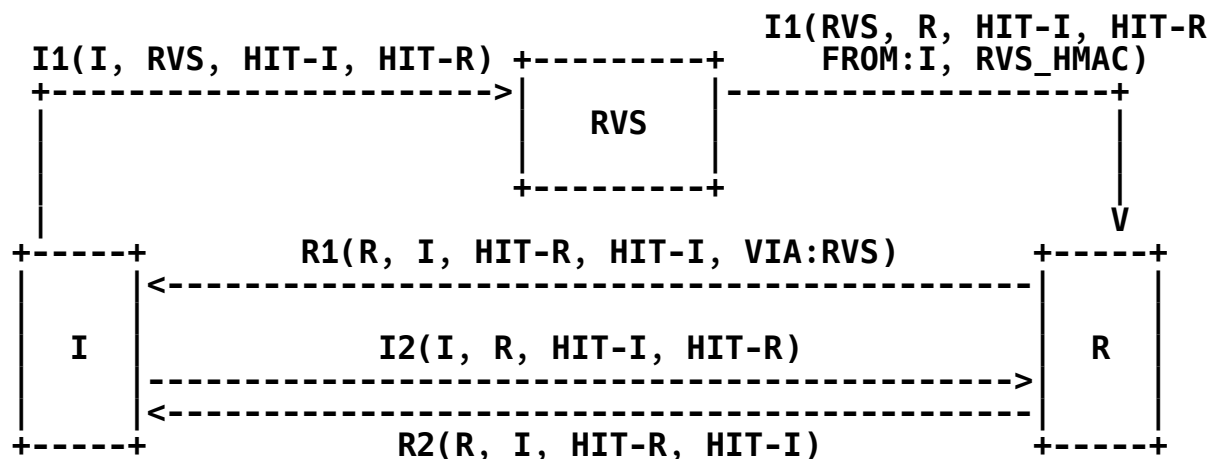 I1(RVS, R, HIT-I, HIT-R
I1(I, RVS, HIT-I, HIT-R) +---------+ FROM:I, RVS_HMAC)
+----------------------->| |--------------------+
| | RVS | |
| | | |
| +---------+ |
| V
+-----+ R1(R, I, HIT-R, HIT-I, VIA:RVS) +-----+
| |<---------------------------------------------| |
| | | |
| I | I2(I, R, HIT-I, HIT-R) | R |
| |--------------------------------------------->| |
| |<---------------------------------------------| |
+-----+ R2(R, I, HIT-R, HIT-I) +-----+